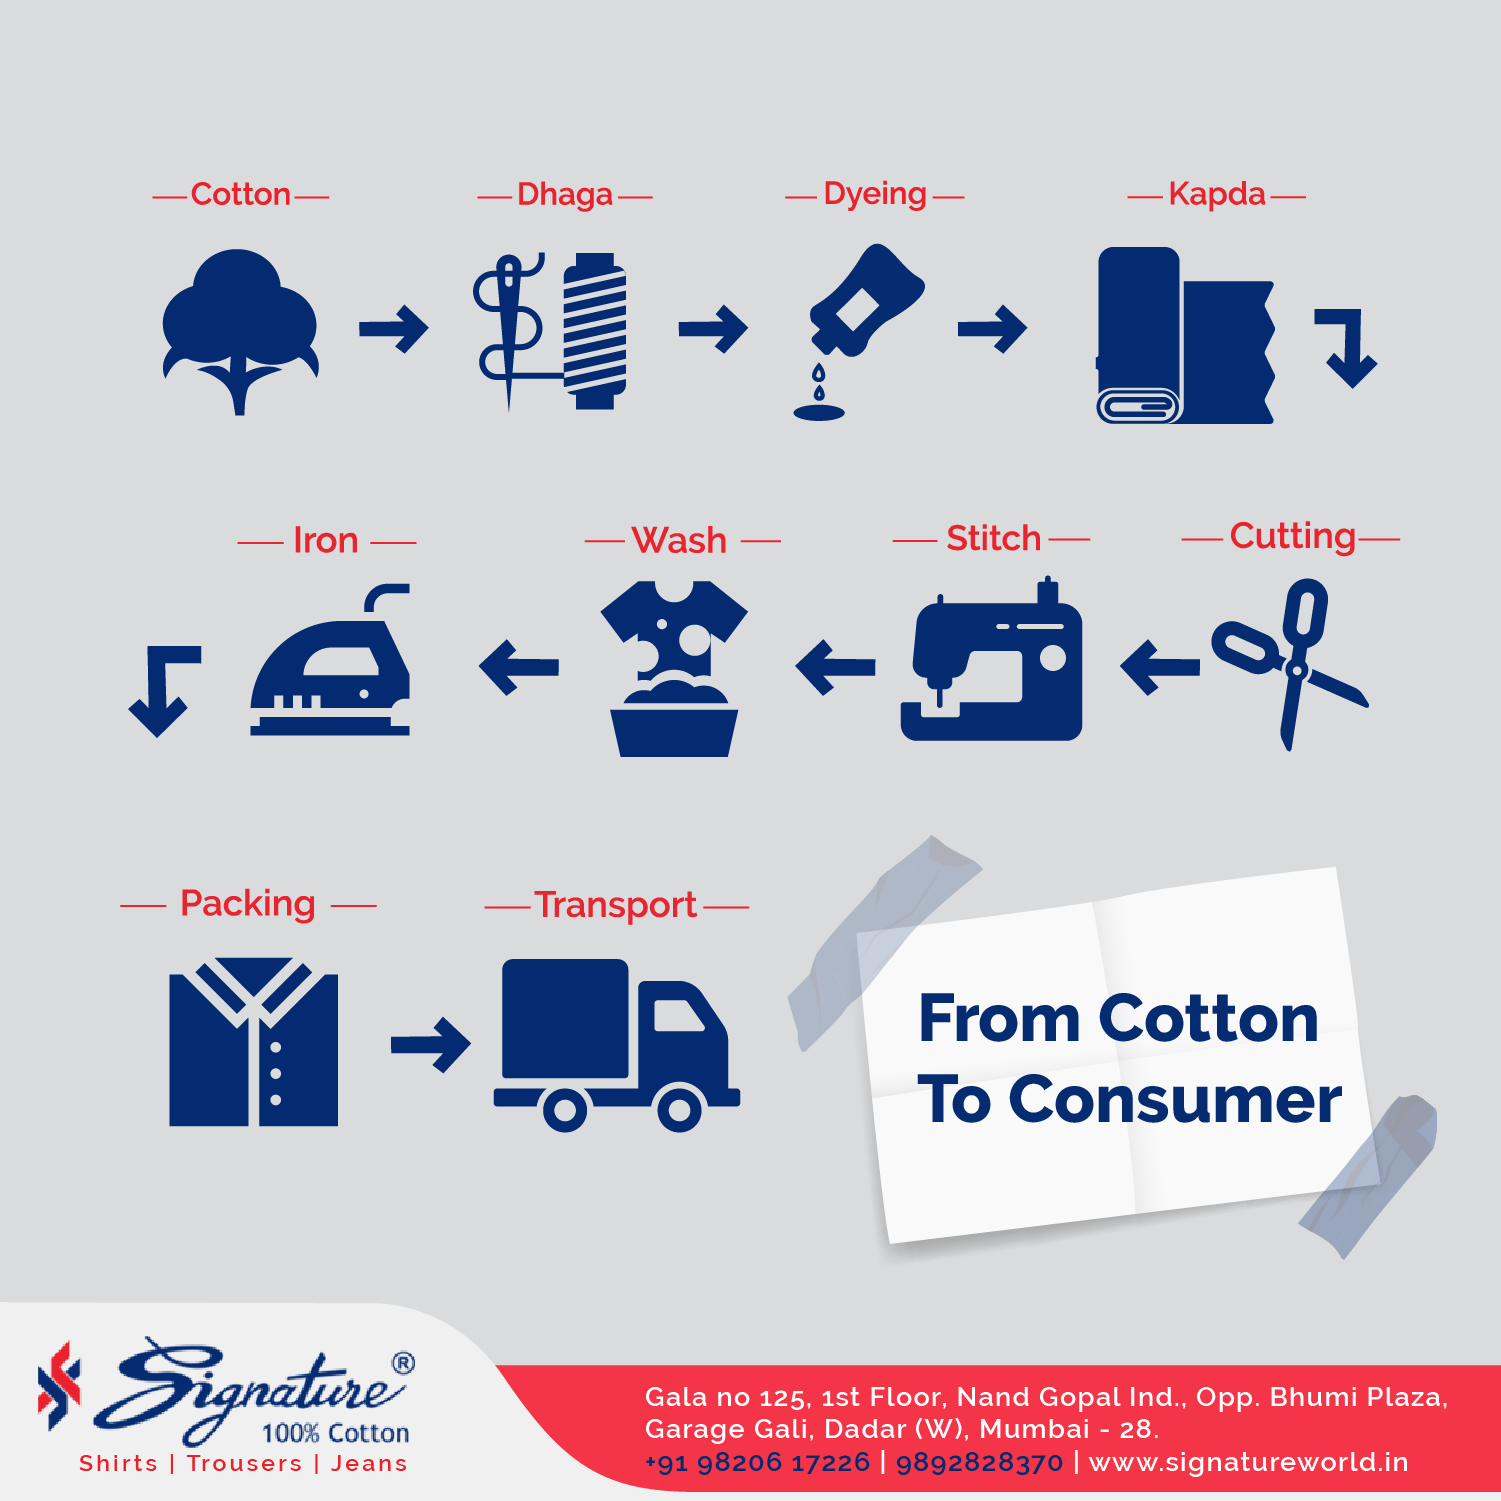 Cotton
Dhaga
Dyeing
Kapda
Iron
Wash
Stitch
Cutting
Packing
Transport
From Cotton
To Consumer
Signature®
100% Cotton
Shirts | Trousers | Jeans
Gala no 125, 1st Floor, Nand Gopal Ind., Opp. Bhumi Plaza,
Garage Gali, Dadar (W), Mumbai - 28.
+91 98206 17226 | 9892828370 | www.signatureworld.in